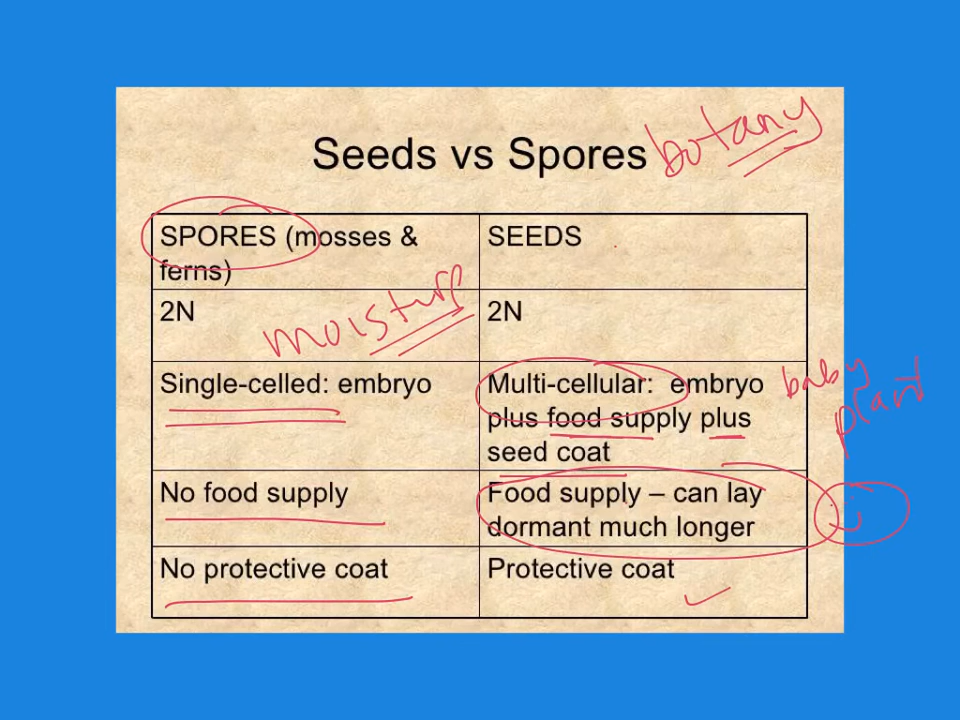 Seeds vs Spores
botany
SPORES (mosses &
ferns)
SEEDS
2N
moisture
2N
Single-celled: embryo
Multi-cellular: embryo
plus food supply plus
seed coat
baby
plant
No food supply
Food supply – can lay
dormant much longer
No protective coat
Protective coat